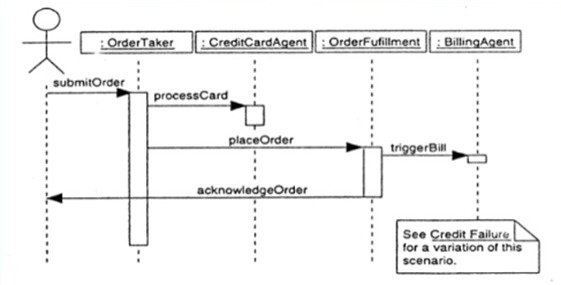 : OrderTaker
: CreditCardAgent
: OrderFufillment
: BillingAgent
submitOrder
processCard
placeOrder
triggerBill
acknowledgeOrder
See Credit Failure
for a variation of this
scenario.